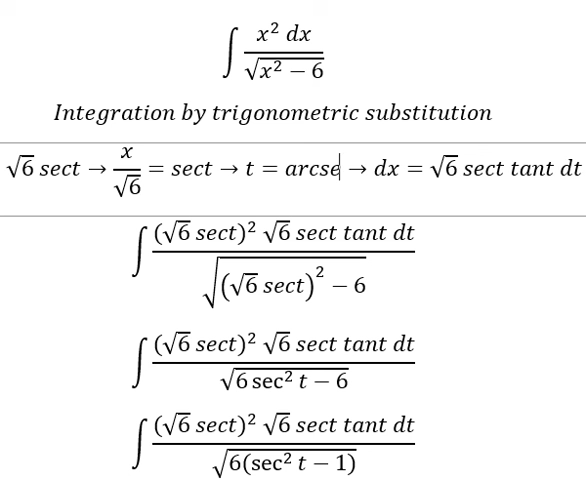 ∫ x² dx / √(x² − 6)
Integration by trigonometric substitution
√6 sect → x/√6 = sect → t = arcse → dx = √6 sect tant dt
∫ (√6 sect)² √6 sect tant dt / √((√6 sect)² − 6)
∫ (√6 sect)² √6 sect tant dt / √(6 sec² t − 6)
∫ (√6 sect)² √6 sect tant dt / √(6(sec² t − 1))